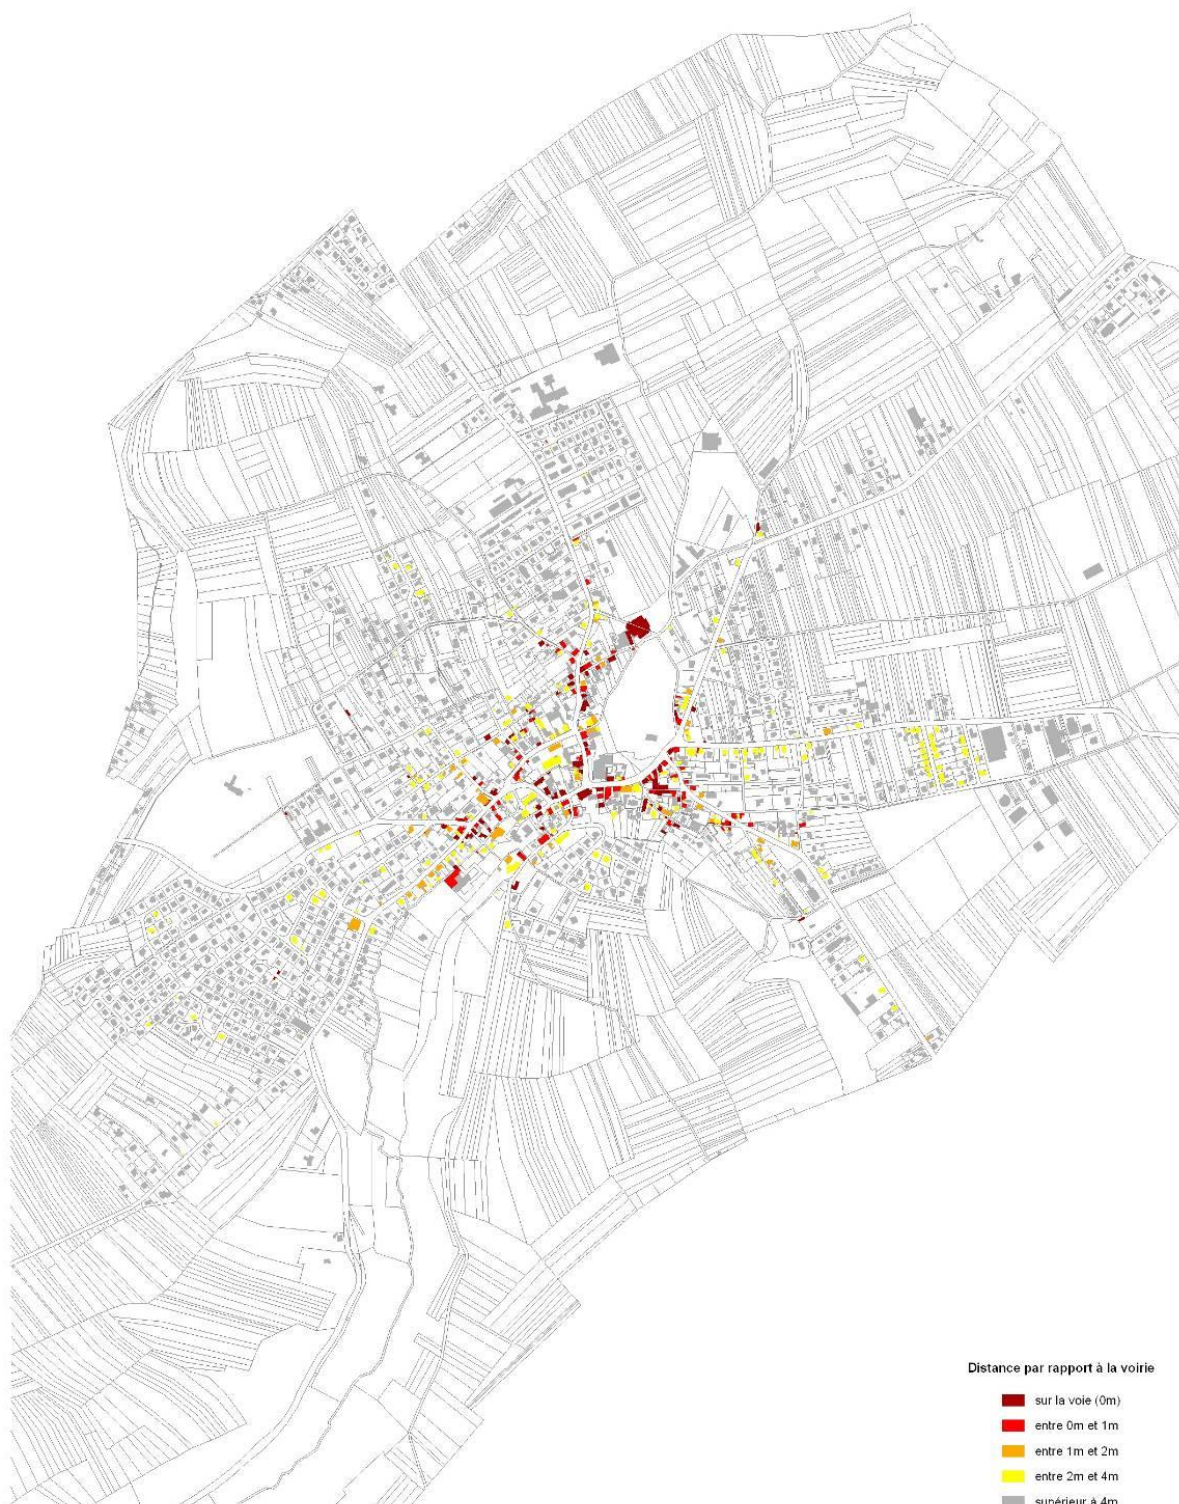 Distance par rapport à la voirie
sur la voie (0m)
entre 0m et 1m
entre 1m et 2m
entre 2m et 4m
supérieur à 4m